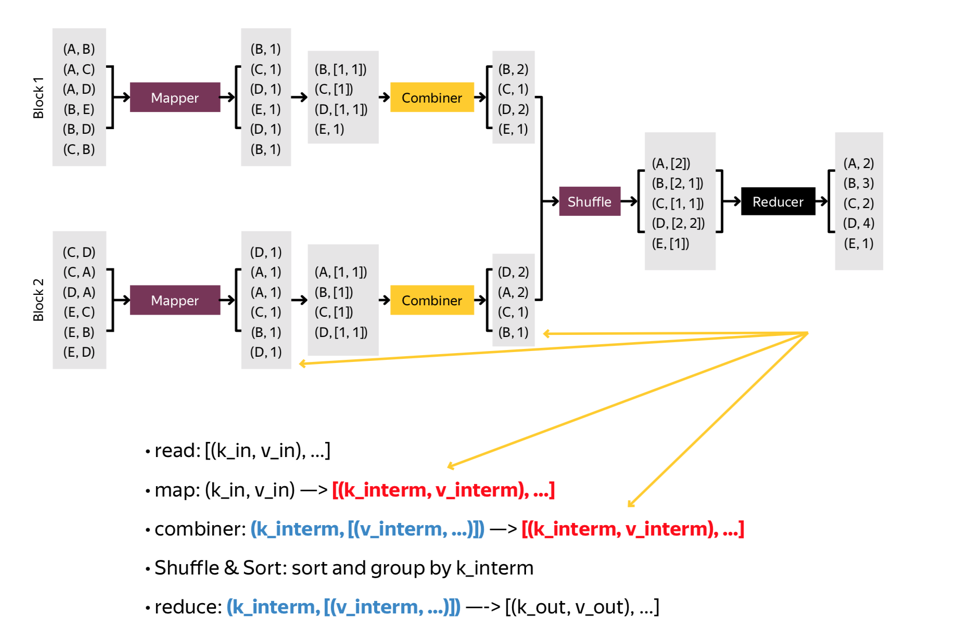 Block 1
(A, B)
(A, C)
(A, D)
(B, E)
(B, D)
(C, B)
Mapper
(B, 1)
(C, 1)
(D, 1)
(E, 1)
(D, 1)
(B, 1)
(B, [1, 1])
(C, [1])
(D, [1, 1])
(E, 1)
Combiner
(B, 2)
(C, 1)
(D, 2)
(E, 1)
Block 2
(C, D)
(C, A)
(D, A)
(E, C)
(E, B)
(E, D)
Mapper
(D, 1)
(A, 1)
(A, 1)
(C, 1)
(B, 1)
(D, 1)
(A, [1, 1])
(B, [1])
(C, [1])
(D, [1, 1])
Combiner
(D, 2)
(A, 2)
(C, 1)
(B, 1)
Shuffle
(A, [2])
(B, [2, 1])
(C, [1, 1])
(D, [2, 2])
(E, [1])
Reducer
(A, 2)
(B, 3)
(C, 2)
(D, 4)
(E, 1)
• read: [(k_in, v_in), ...]
• map: (k_in, v_in) —> [(k_interm, v_interm), ...]
• combiner: (k_interm, [(v_interm, ...)]) —> [(k_interm, v_interm), ...]
• Shuffle & Sort: sort and group by k_interm
• reduce: (k_interm, [(v_interm, ...)]) —-> [(k_out, v_out), ...]